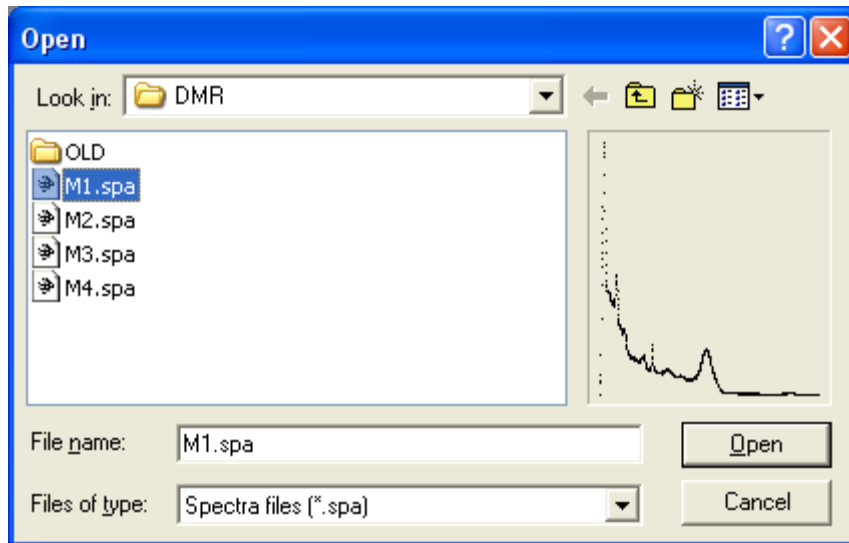 Open
Look in: DMR
OLD
M1.spa
M2.spa
M3.spa
M4.spa
File name: M1.spa Open
Files of type: Spectra files (*.spa) Cancel